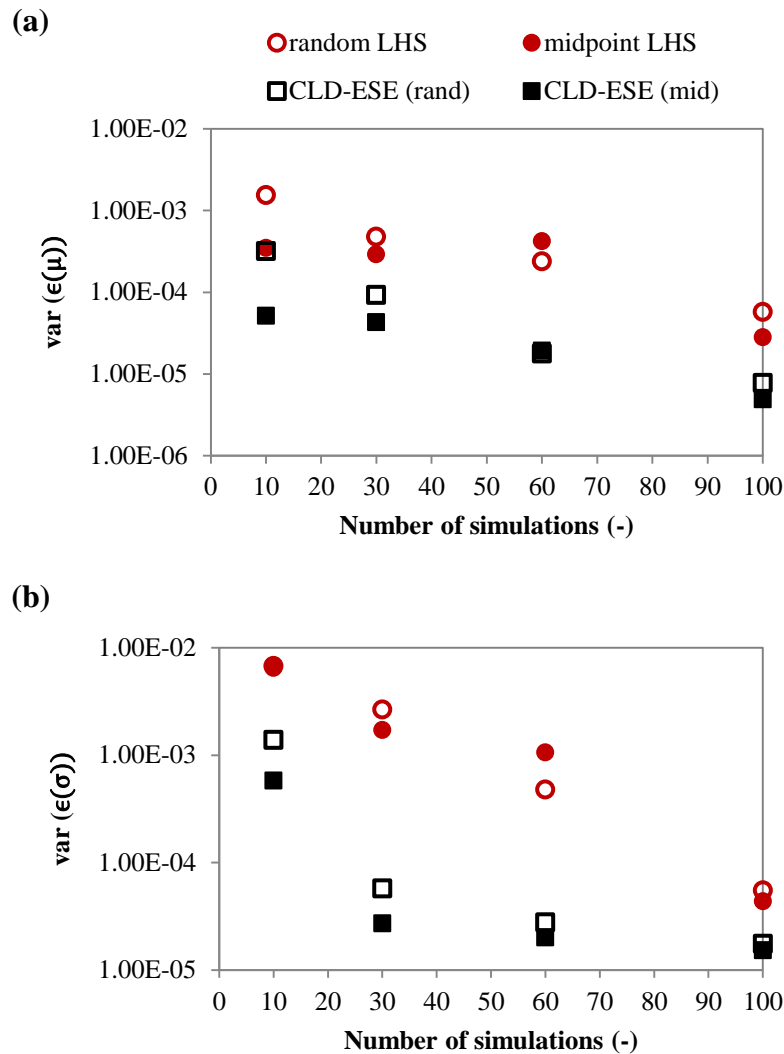 (a)
random LHS
midpoint LHS
CLD-ESE (rand)
CLD-ESE (mid)
1.00E-02
1.00E-03
1.00E-04
1.00E-05
1.00E-06
var (ϵ(μ))
0 10 20 30 40 50 60 70 80 90 100
Number of simulations (-)
(b)
1.00E-02
1.00E-03
1.00E-04
1.00E-05
var (ϵ(σ))
0 10 20 30 40 50 60 70 80 90 100
Number of simulations (-)